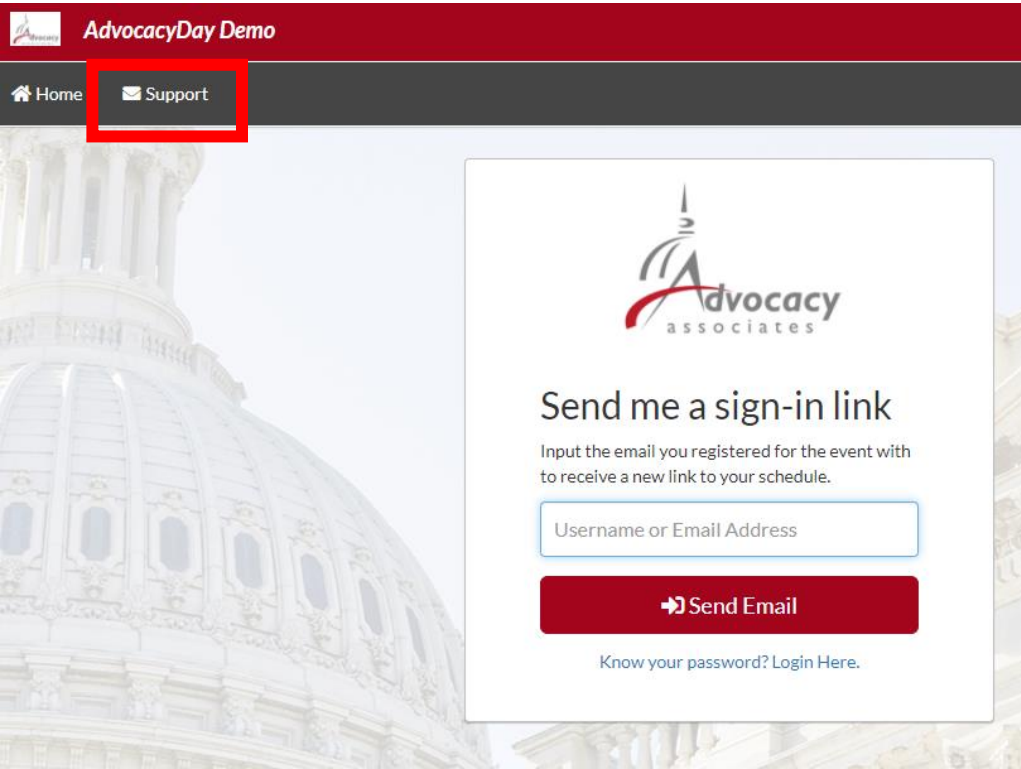 AdvocacyDay Demo
Home Support
Advocacy
associates
Send me a sign-in link
Input the email you registered for the event with
to receive a new link to your schedule.
Username or Email Address
Send Email
Know your password? Login Here.